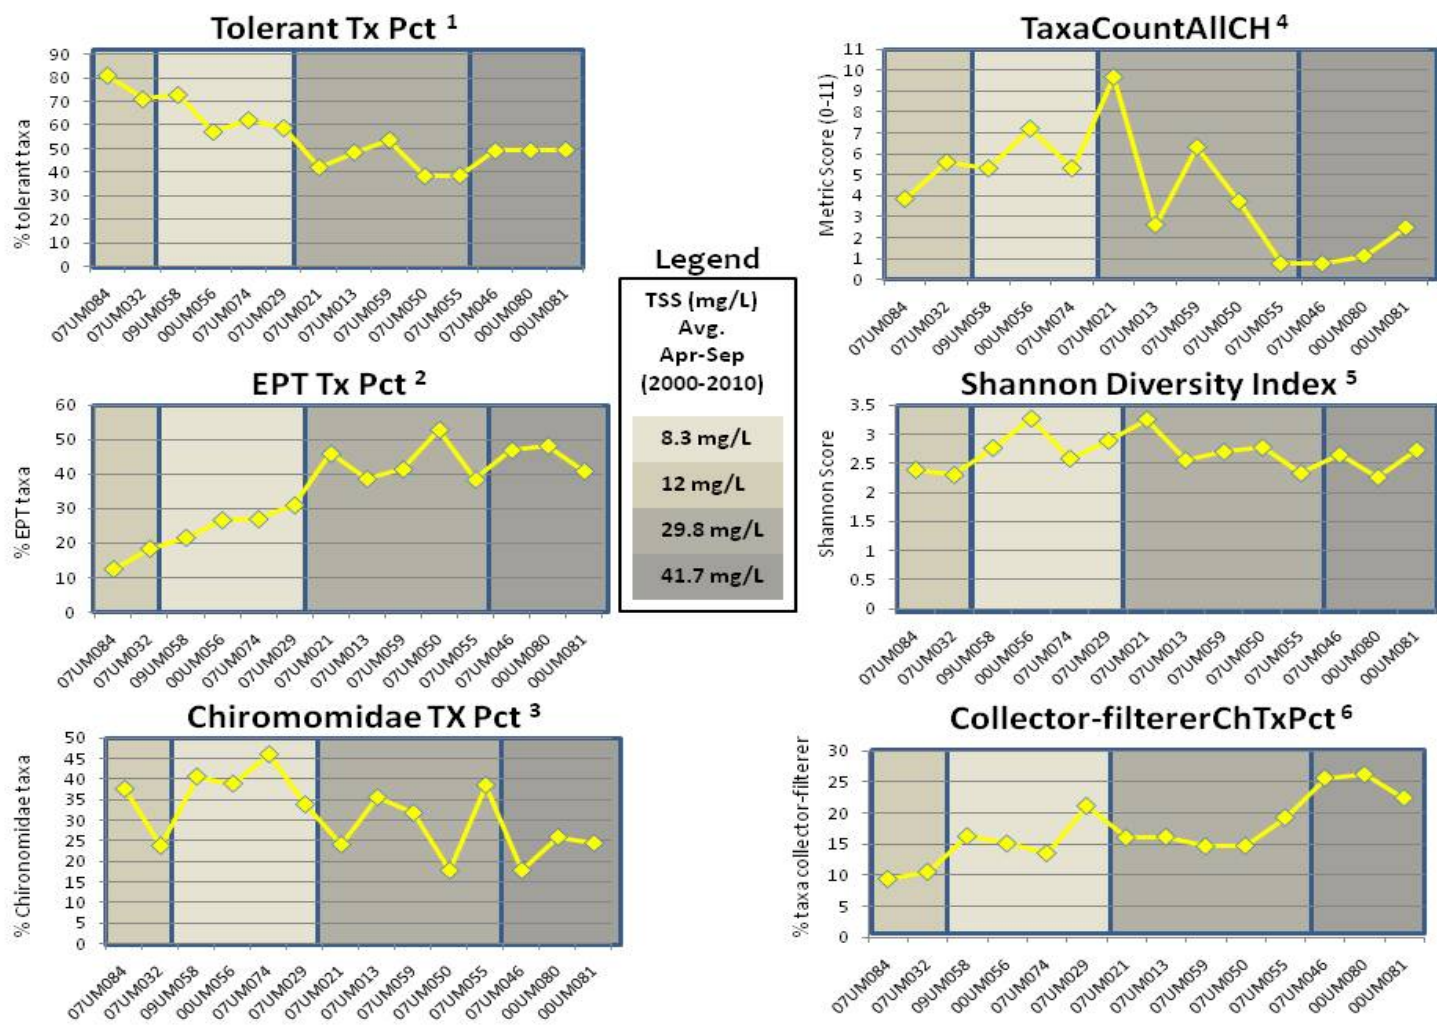 Tolerant Tx Pct 1
% tolerant taxa
90
80
70
60
50
40
30
20
10
0
07UM084
07UM032
09UM058
00UM056
07UM074
07UM029
07UM021
07UM013
07UM059
07UM050
07UM055
07UM046
00UM080
00UM081
EPT Tx Pct 2
% EPT taxa
60
50
40
30
20
10
0
07UM084
07UM032
09UM058
00UM056
07UM074
07UM029
07UM021
07UM013
07UM059
07UM050
07UM055
07UM046
00UM080
00UM081
Chiromomidae TX Pct 3
% Chironomidae taxa
50
45
40
35
30
25
20
15
10
5
0
07UM084
07UM032
09UM058
00UM056
07UM074
07UM029
07UM021
07UM013
07UM059
07UM050
07UM055
07UM046
00UM080
00UM081
Legend
TSS (mg/L)
Avg.
Apr-Sep
(2000-2010)
8.3 mg/L
12 mg/L
29.8 mg/L
41.7 mg/L
TaxaCountAllCH 4
Metric Score (0-11)
11
10
9
8
7
6
5
4
3
2
1
0
07UM084
07UM032
09UM058
00UM056
07UM074
07UM021
07UM013
07UM059
07UM050
07UM055
07UM046
00UM080
00UM081
Shannon Diversity Index 5
Shannon Score
3.5
3
2.5
2
1.5
1
0.5
0
07UM084
07UM032
09UM058
00UM056
07UM074
07UM029
07UM021
07UM013
07UM059
07UM050
07UM055
07UM046
00UM080
00UM081
Collector-filtererChTxPct 6
% taxa collector-filterer
30
25
20
15
10
5
0
07UM084
07UM032
09UM058
00UM056
07UM074
07UM029
07UM021
07UM013
07UM059
07UM050
07UM055
07UM046
00UM080
00UM081